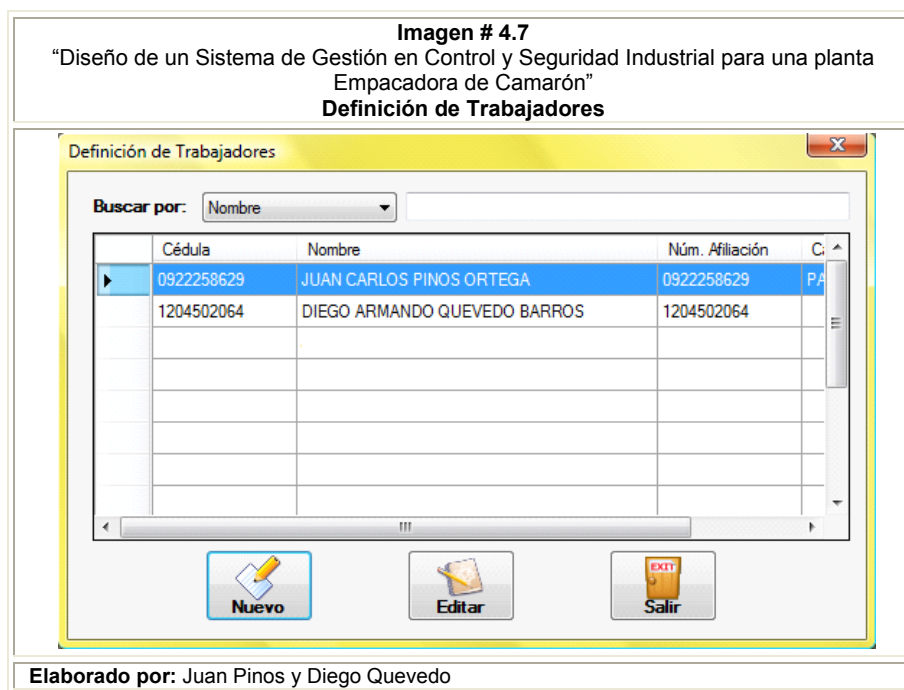 Imagen # 4.7
“Diseño de un Sistema de Gestión en Control y Seguridad Industrial para una planta
Empacadora de Camarón”
Definición de Trabajadores
Definición de Trabajadores
Buscar por: Nombre
Cédula Nombre Núm. Afiliación
0922258629 JUAN CARLOS PINOS ORTEGA 0922258629 PA
1204502064 DIEGO ARMANDO QUEVEDO BARROS 1204502064
Nuevo Editar EXIT Salir
Elaborado por: Juan Pinos y Diego Quevedo